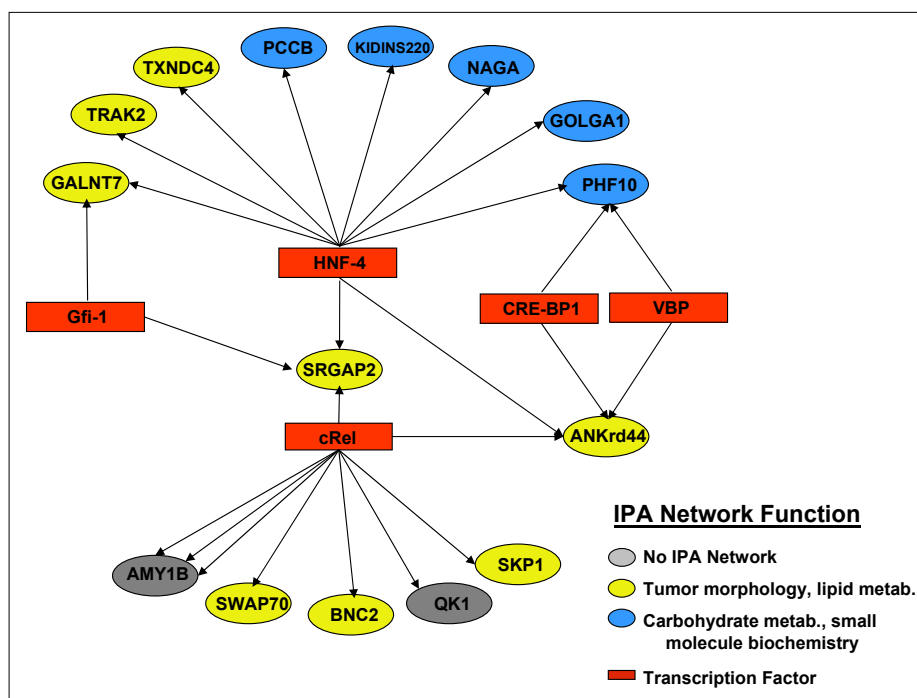 PCCB
KIDINS220
TXNDC4
NAGA
TRAK2
GOLGA1
GALNT7
PHF10
HNF-4
CRE-BP1
VBP
Gfi-1
SRGAP2
cRel
ANKrd44
IPA Network Function
No IPA Network
Tumor morphology, lipid metab.
Carbohydrate metab., small
molecule biochemistry
Transcription Factor
AMY1B
SKP1
SWAP70
BNC2
QK1